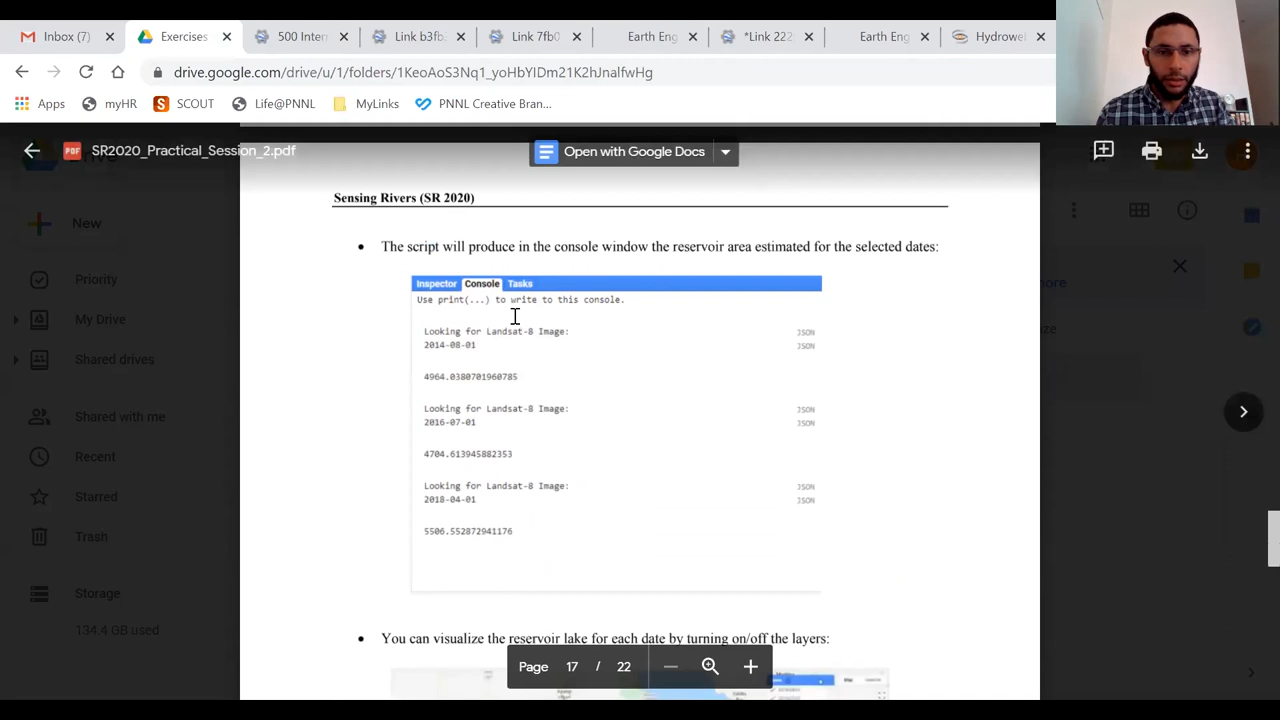 Inbox (7)
Exercises
500 Intern
Link b3fb
Link 7fb0
Earth Eng
*Link 222
Earth Eng
Hydrowe
drive.google.com/drive/u/1/folders/1KeoAoS3Nq1_yoHbYIDm21K2hJnalfwHg
Apps
myHR
SCOUT
Life@PNNL
MyLinks
PNNL Creative Bran...
SR2020_Practical_Session_2.pdf
Open with Google Docs
New
Priority
My Drive
Shared drives
Shared with me
Recent
Starred
Trash
Storage
134.4 GB used
Sensing Rivers (SR 2020)
• The script will produce in the console window the reservoir area estimated for the selected dates:
Inspector Console Tasks
Use print(...) to write to this console.
Looking for Landsat-8 Image: JSON
2014-08-01 JSON
4964.0380701960785
Looking for Landsat-8 Image: JSON
2016-07-01 JSON
4704.613945882353
Looking for Landsat-8 Image: JSON
2018-04-01 JSON
5506.552872941176
• You can visualize the reservoir lake for each date by turning on/off the layers:
Page 17 / 22